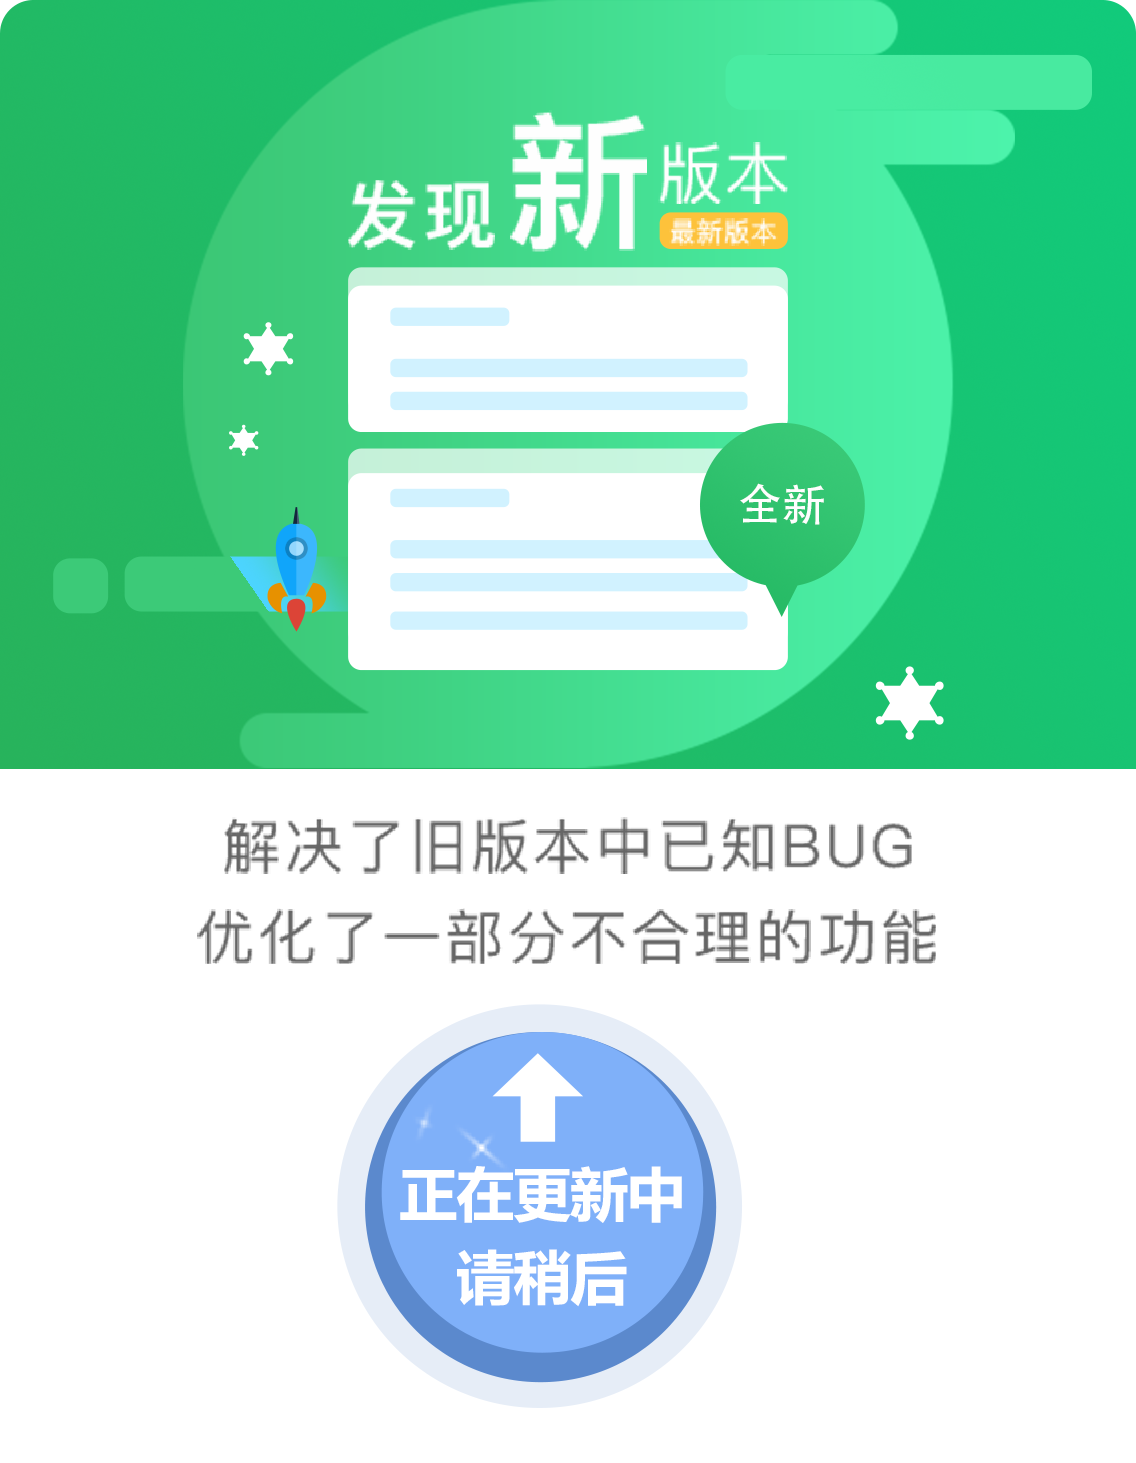 发现新版本
最新版本
全新
解决了旧版本中已知BUG
优化了一部分不合理的功能
正在更新中
请稍后